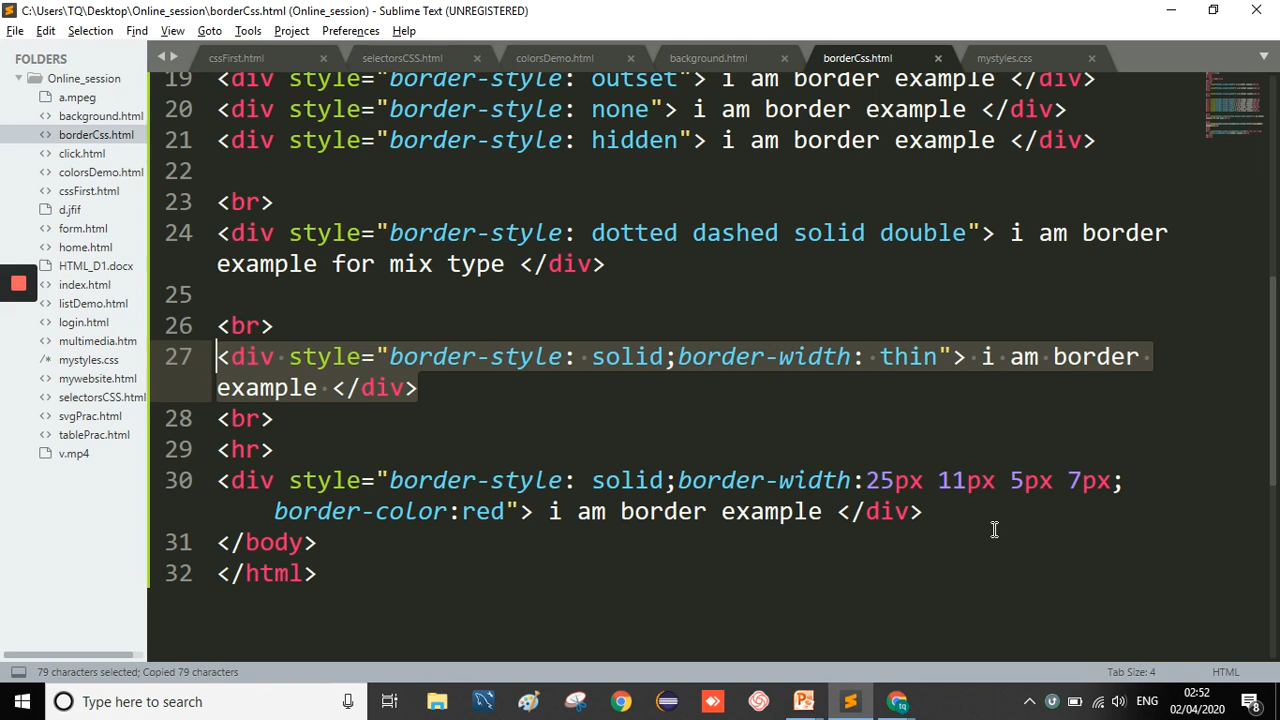 C:\Users\TQ\Desktop\Online_session\borderCss.html (Online_session) - Sublime Text (UNREGISTERED)
File Edit Selection Find View Goto Tools Project Preferences Help
FOLDERS
Online_session
a.mpeg
background.html
borderCss.html
click.html
colorsDemo.html
cssFirst.html
d.jfif
form.html
home.html
HTML_D1.docx
index.html
listDemo.html
login.html
multimedia.htm
mystyles.css
mywebsite.html
selectorsCSS.html
svgPrac.html
tablePrac.html
v.mp4
cssFirst.html selectorsCSS.html colorsDemo.html background.html borderCss.html mystyles.css
19 <div style="border-style: outset"> i am border example </div>
20 <div style="border-style: none"> i am border example </div>
21 <div style="border-style: hidden"> i am border example </div>
22
23 <br>
24 <div style="border-style: dotted dashed solid double"> i am border
example for mix type </div>
25
26 <br>
27 <div style="border-style: solid;border-width: thin"> i am border
example </div>
28 <br>
29 <hr>
30 <div style="border-style: solid;border-width:25px 11px 5px 7px;
border-color:red"> i am border example </div>
31 </body>
32 </html>
79 characters selected; Copied 79 characters
Tab Size: 4 HTML
Type here to search
ENG
02:52
02/04/2020
8